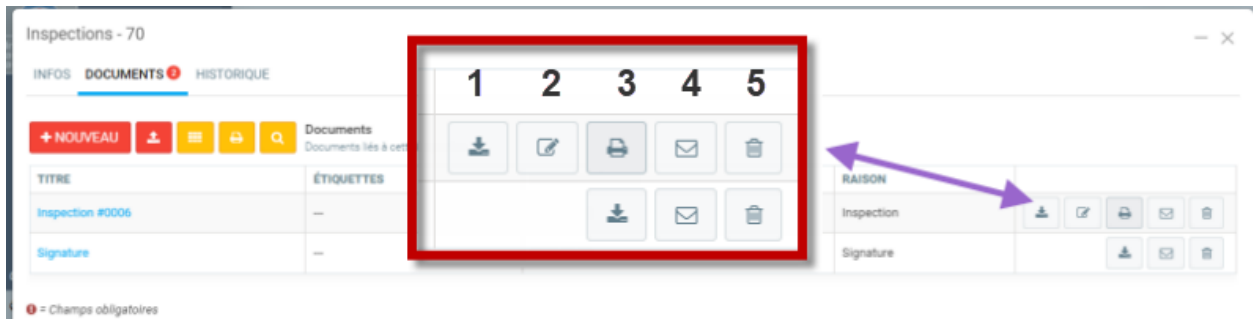 Inspections - 70
INFOS DOCUMENTS HISTORIQUE
1 2 3 4 5
+ NOUVEAU
Documents
Documents liés à cett
TITRE ÉTIQUETTES RAISON
Inspection #0006 — Inspection
Signature — Signature
= Champs obligatoires